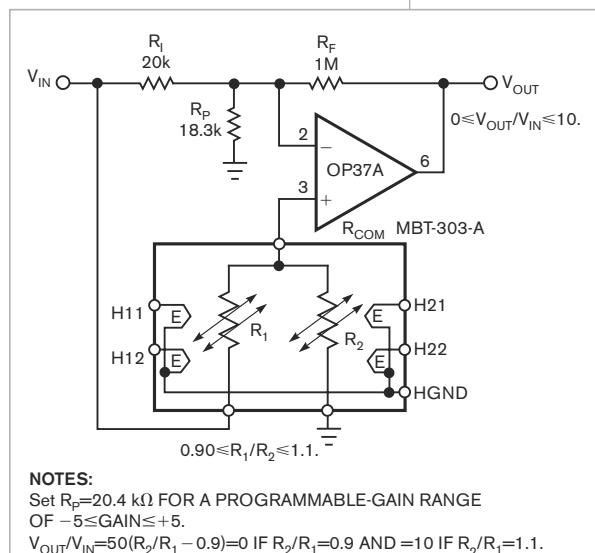 R_I
20k
R_F
1M
V_IN
V_OUT
R_P
18.3k
0≤V_OUT/V_IN≤10.
2
−
OP37A
6
3
+
R_COM MBT-303-A
H11
E
R_1
H12
E
R_2
E
H21
E
H22
HGND
0.90≤R_1/R_2≤1.1.
NOTES:
Set R_P=20.4 kΩ FOR A PROGRAMMABLE-GAIN RANGE
OF −5≤GAIN≤+5.
V_OUT/V_IN=50(R_2/R_1−0.9)=0 IF R_2/R_1=0.9 AND =10 IF R_2/R_1=1.1.